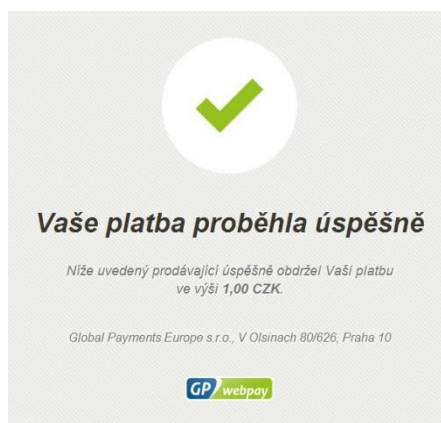 Vaše platba proběhla úspěšně
Níže uvedený prodávající úspěšně obdržel Vaši platbu
ve výši 1,00 CZK.
Global Payments Europe s.r.o., V Olsinach 80/626, Praha 10
GP webpay